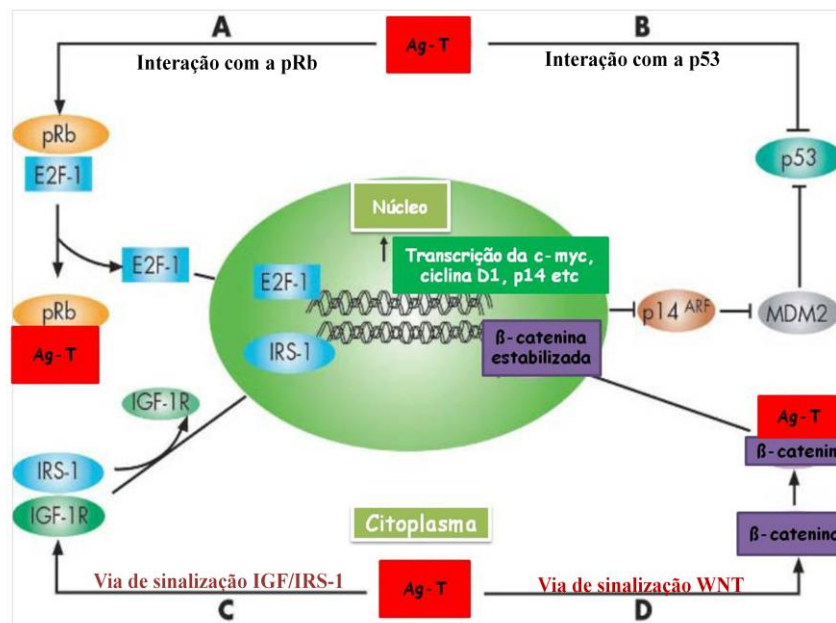 A
Ag-T
B
Interação com a pRb
Interação com a p53
pRb
E2F-1
p53
Núcleo
E2F-1
E2F-1
Transcrição da c-myc,
ciclina D1, p14 etc
pRb
Ag-T
IRS-1
ß-catenina
estabilizada
p14 ARF
MDM2
IGF-1R
Ag-T
ß-catenin
IRS-1
IGF-1R
Citoplasma
ß-catenina
Via de sinalização IGF/IRS-1
Ag-T
Via de sinalização WNT
C
D